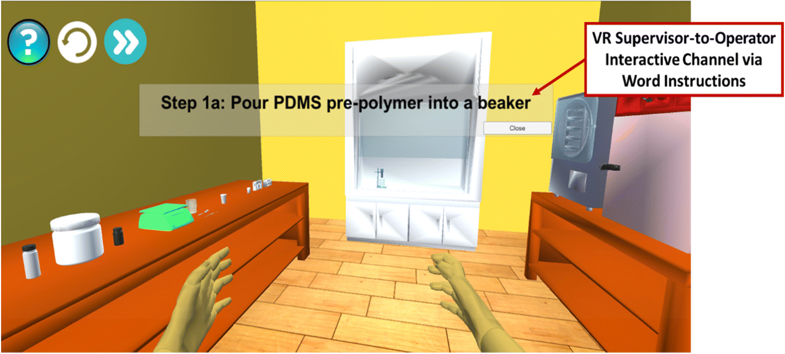 ?
VR Supervisor-to-Operator
Interactive Channel via
Word Instructions
Step 1a: Pour PDMS pre-polymer into a beaker
Close